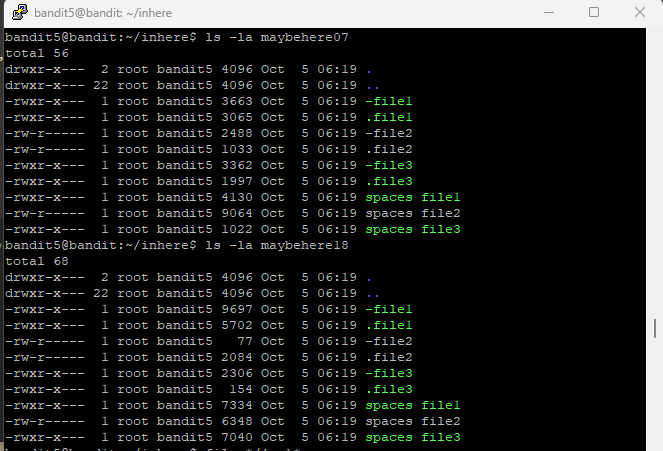 bandit5@bandit: ~/inhere
bandit5@bandit:~/inhere$ ls -la maybehere07
total 56
drwxr-x---  2 root bandit5 4096 Oct  5 06:19 .
drwxr-x--- 22 root bandit5 4096 Oct  5 06:19 ..
-rwxr-x---  1 root bandit5 3663 Oct  5 06:19 -file1
-rwxr-x---  1 root bandit5 3065 Oct  5 06:19 .file1
-rw-r-----  1 root bandit5 2488 Oct  5 06:19 -file2
-rw-r-----  1 root bandit5 1033 Oct  5 06:19 .file2
-rwxr-x---  1 root bandit5 3362 Oct  5 06:19 -file3
-rwxr-x---  1 root bandit5 1997 Oct  5 06:19 .file3
-rwxr-x---  1 root bandit5 4130 Oct  5 06:19 spaces file1
-rw-r-----  1 root bandit5 9064 Oct  5 06:19 spaces file2
-rwxr-x---  1 root bandit5 1022 Oct  5 06:19 spaces file3
bandit5@bandit:~/inhere$ ls -la maybehere18
total 68
drwxr-x---  2 root bandit5 4096 Oct  5 06:19 .
drwxr-x--- 22 root bandit5 4096 Oct  5 06:19 ..
-rwxr-x---  1 root bandit5 9697 Oct  5 06:19 -file1
-rwxr-x---  1 root bandit5 5702 Oct  5 06:19 .file1
-rw-r-----  1 root bandit5   77 Oct  5 06:19 -file2
-rw-r-----  1 root bandit5 2084 Oct  5 06:19 .file2
-rwxr-x---  1 root bandit5 2306 Oct  5 06:19 -file3
-rwxr-x---  1 root bandit5  154 Oct  5 06:19 .file3
-rwxr-x---  1 root bandit5 7334 Oct  5 06:19 spaces file1
-rw-r-----  1 root bandit5 6348 Oct  5 06:19 spaces file2
-rwxr-x---  1 root bandit5 7040 Oct  5 06:19 spaces file3